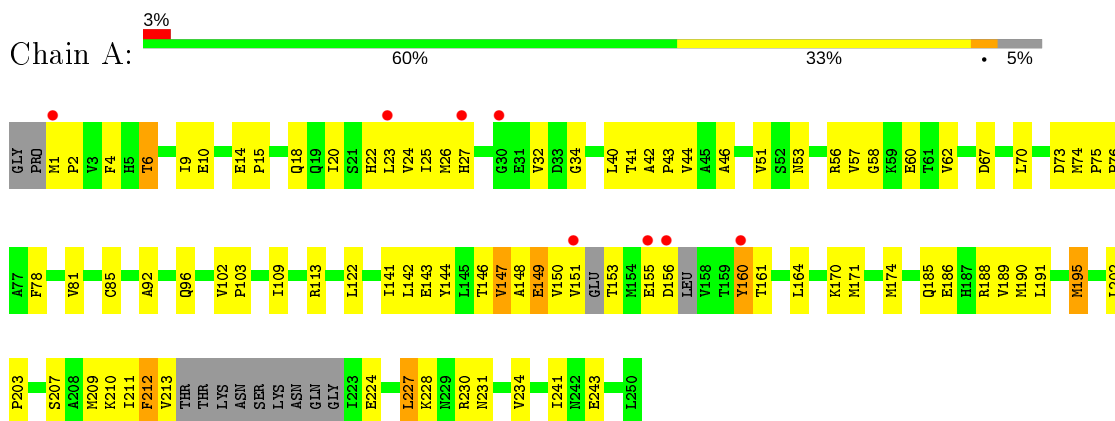 3%
Chain A:
60% 33% • 5%
GLY PRO M1 P2 V3 F4 H5 T6 I9 E10 E14 P15 Q18 Q19 I20 S21 H22 L23 V24 I25 M26 H27 G30 E31 V32 D33 G34 L40 T41 A42 P43 V44 A45 A46 V51 S52 N53 R56 V57 G58 K59 E60 T61 V62 D67 L70 D73 M74 P75
A77 F78 V81 C85 A92 Q96 V102 P103 I109 R113 L122 I141 L142 E143 Y144 L145 T146 V147 A148 E149 V150 V151 GLU T153 M154 E155 D156 LEU V158 T159 Y160 T161 L164 K170 M171 M174 Q185 E186 H187 R188 V189 M190 L191 M195
P203 S207 A208 M209 K210 I211 F212 V213 THR THR LYS ASN SER LYS ASN GLN GLY I223 E224 L227 K228 N229 R230 N231 V234 I241 N242 E243 L250